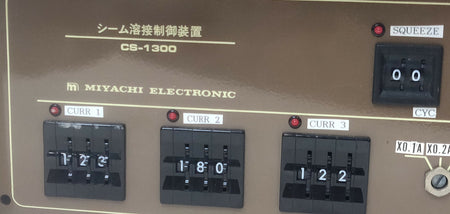 シーム溶接制御装置
CS-1300
SQUEEZE
00
m MIYACHI ELECTRONIC
CYC
CURR 1
CURR 2
CURR 3
X0.1A X0.2A
123
180
122